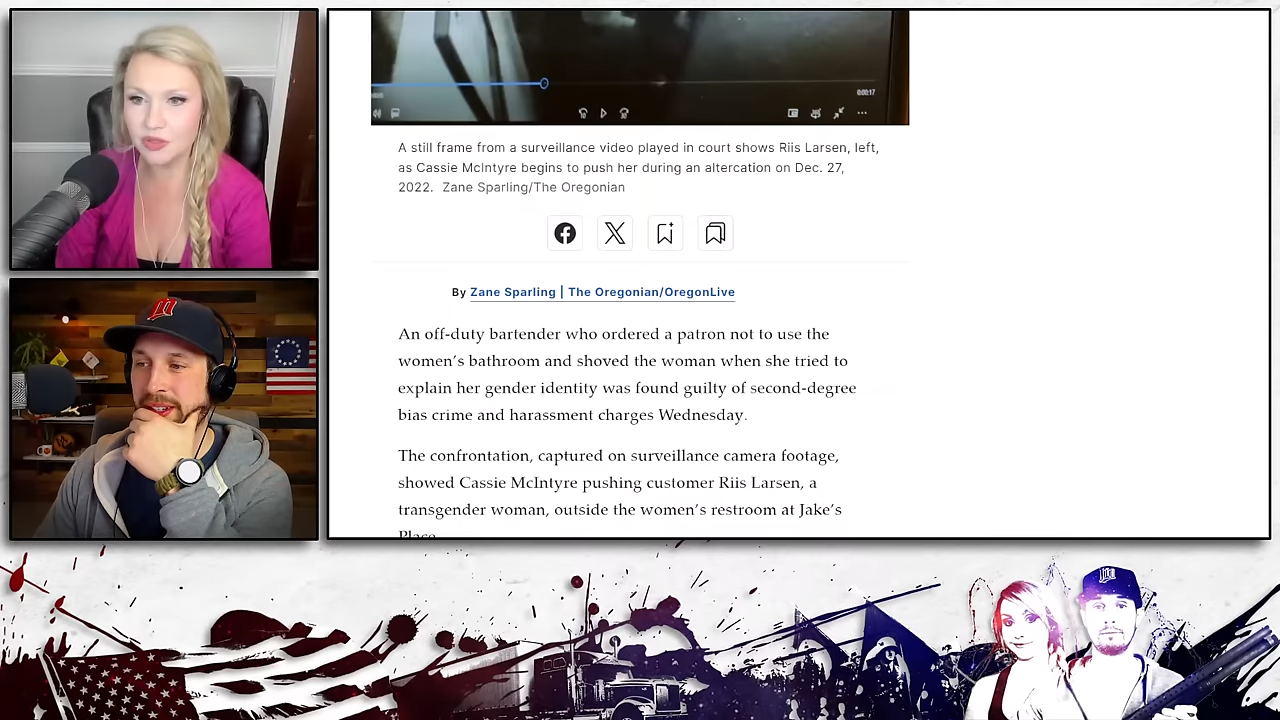 0:00:17
A still frame from a surveillance video played in court shows Riis Larsen, left,
as Cassie McIntyre begins to push her during an altercation on Dec. 27,
2022. Zane Sparling/The Oregonian
By Zane Sparling | The Oregonian/OregonLive
An off-duty bartender who ordered a patron not to use the
women’s bathroom and shoved the woman when she tried to
explain her gender identity was found guilty of second-degree
bias crime and harassment charges Wednesday.
The confrontation, captured on surveillance camera footage,
showed Cassie McIntyre pushing customer Riis Larsen, a
transgender woman, outside the women’s restroom at Jake’s
Place